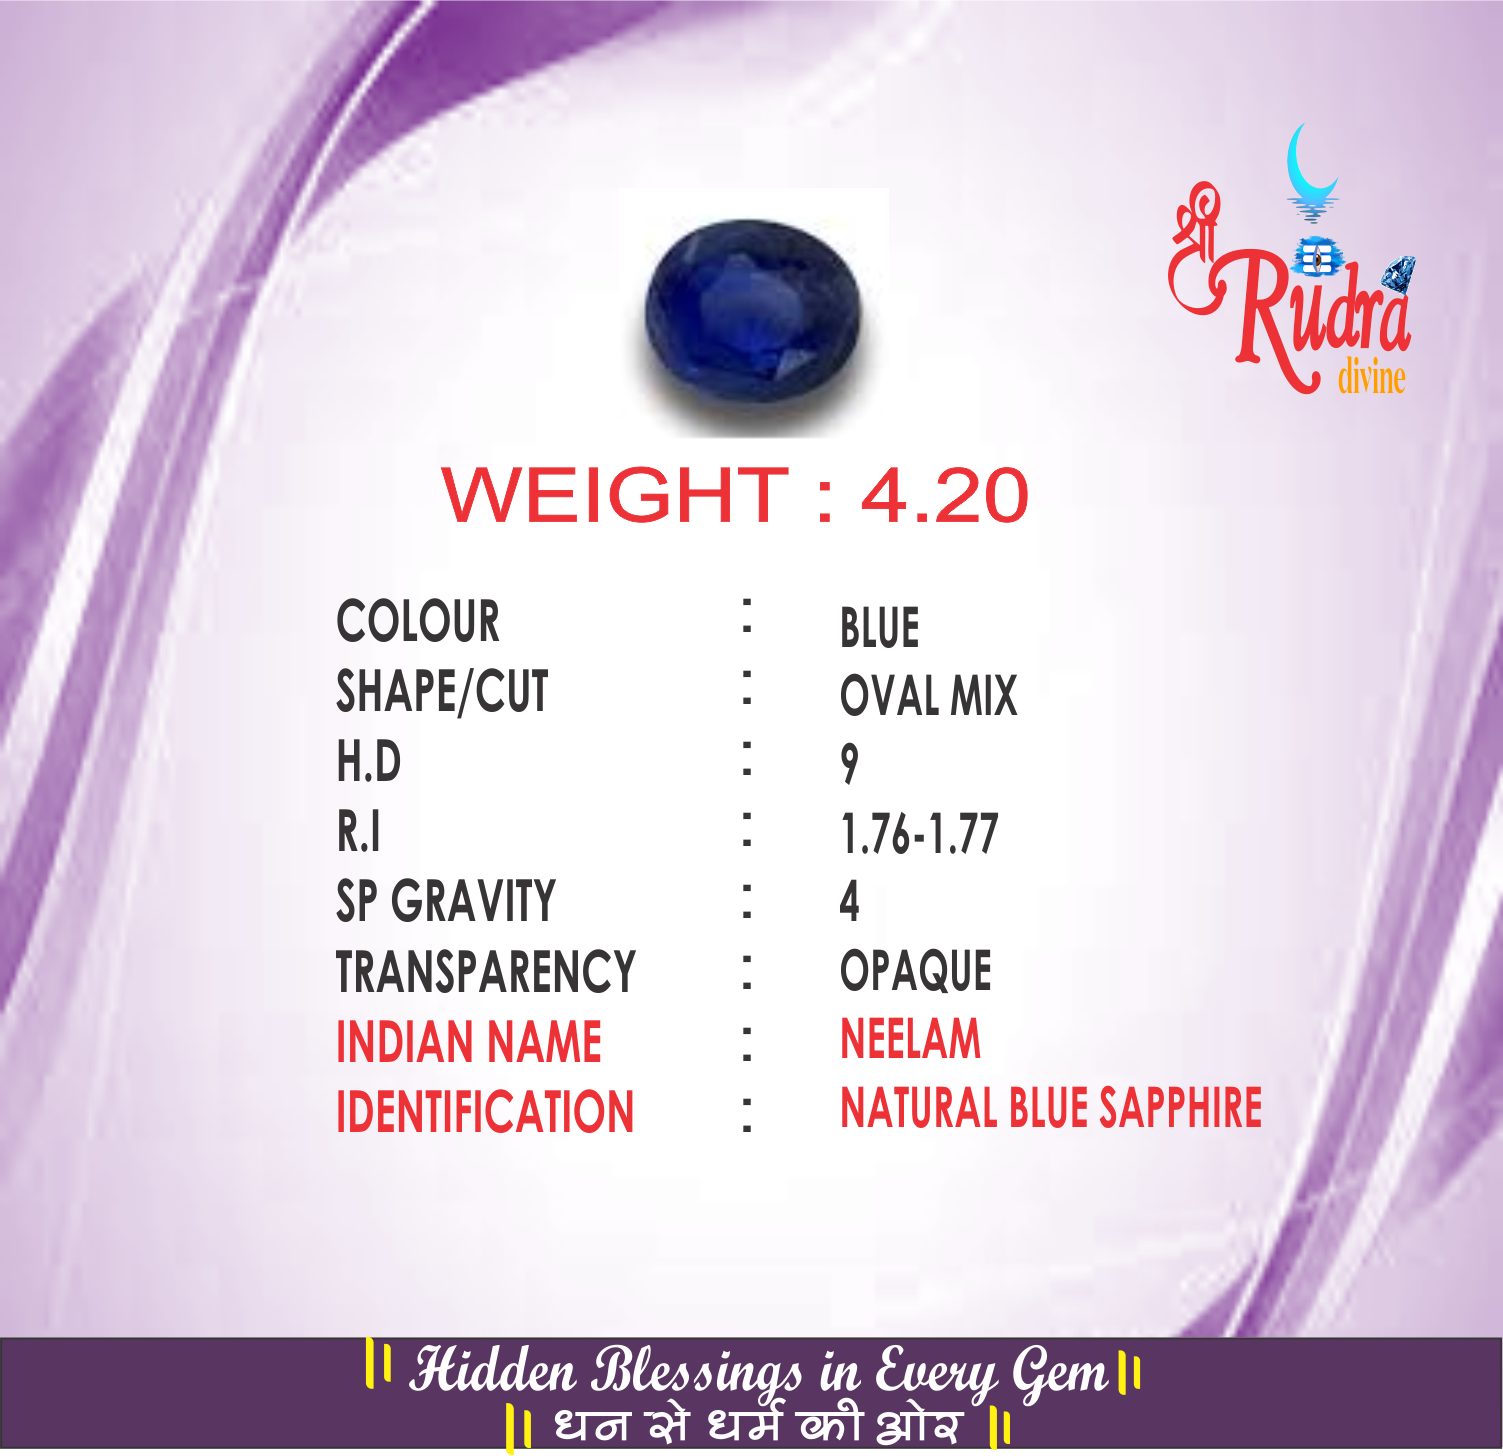 श्री
Rudra
divine
WEIGHT : 4.20
COLOUR : BLUE
SHAPE/CUT : OVAL MIX
H.D : 9
R.I : 1.76-1.77
SP GRAVITY : 4
TRANSPARENCY : OPAQUE
INDIAN NAME : NEELAM
IDENTIFICATION : NATURAL BLUE SAPPHIRE
|| Hidden Blessings in Every Gem ||
|| धन से धर्म की ओर ||